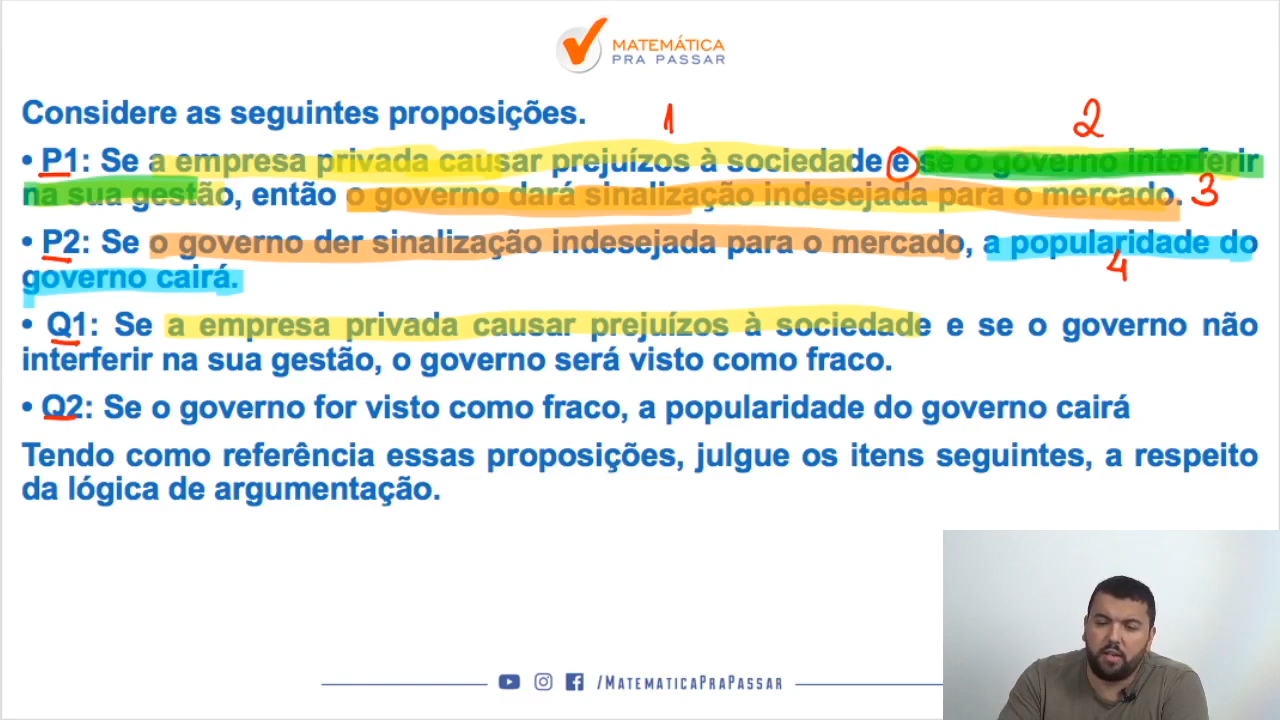 MATEMÁTICA
PRA PASSAR
Considere as seguintes proposições.
1
2
• P1: Se a empresa privada causar prejuízos à sociedade e se o governo interferir
na sua gestão, então o governo dará sinalização indesejada para o mercado. 3
• P2: Se o governo der sinalização indesejada para o mercado, a popularidade do
governo cairá.
4
• Q1: Se a empresa privada causar prejuízos à sociedade e se o governo não
interferir na sua gestão, o governo será visto como fraco.
• Q2: Se o governo for visto como fraco, a popularidade do governo cairá
Tendo como referência essas proposições, julgue os itens seguintes, a respeito
da lógica de argumentação.
/MATEMATICAPRAPASSAR